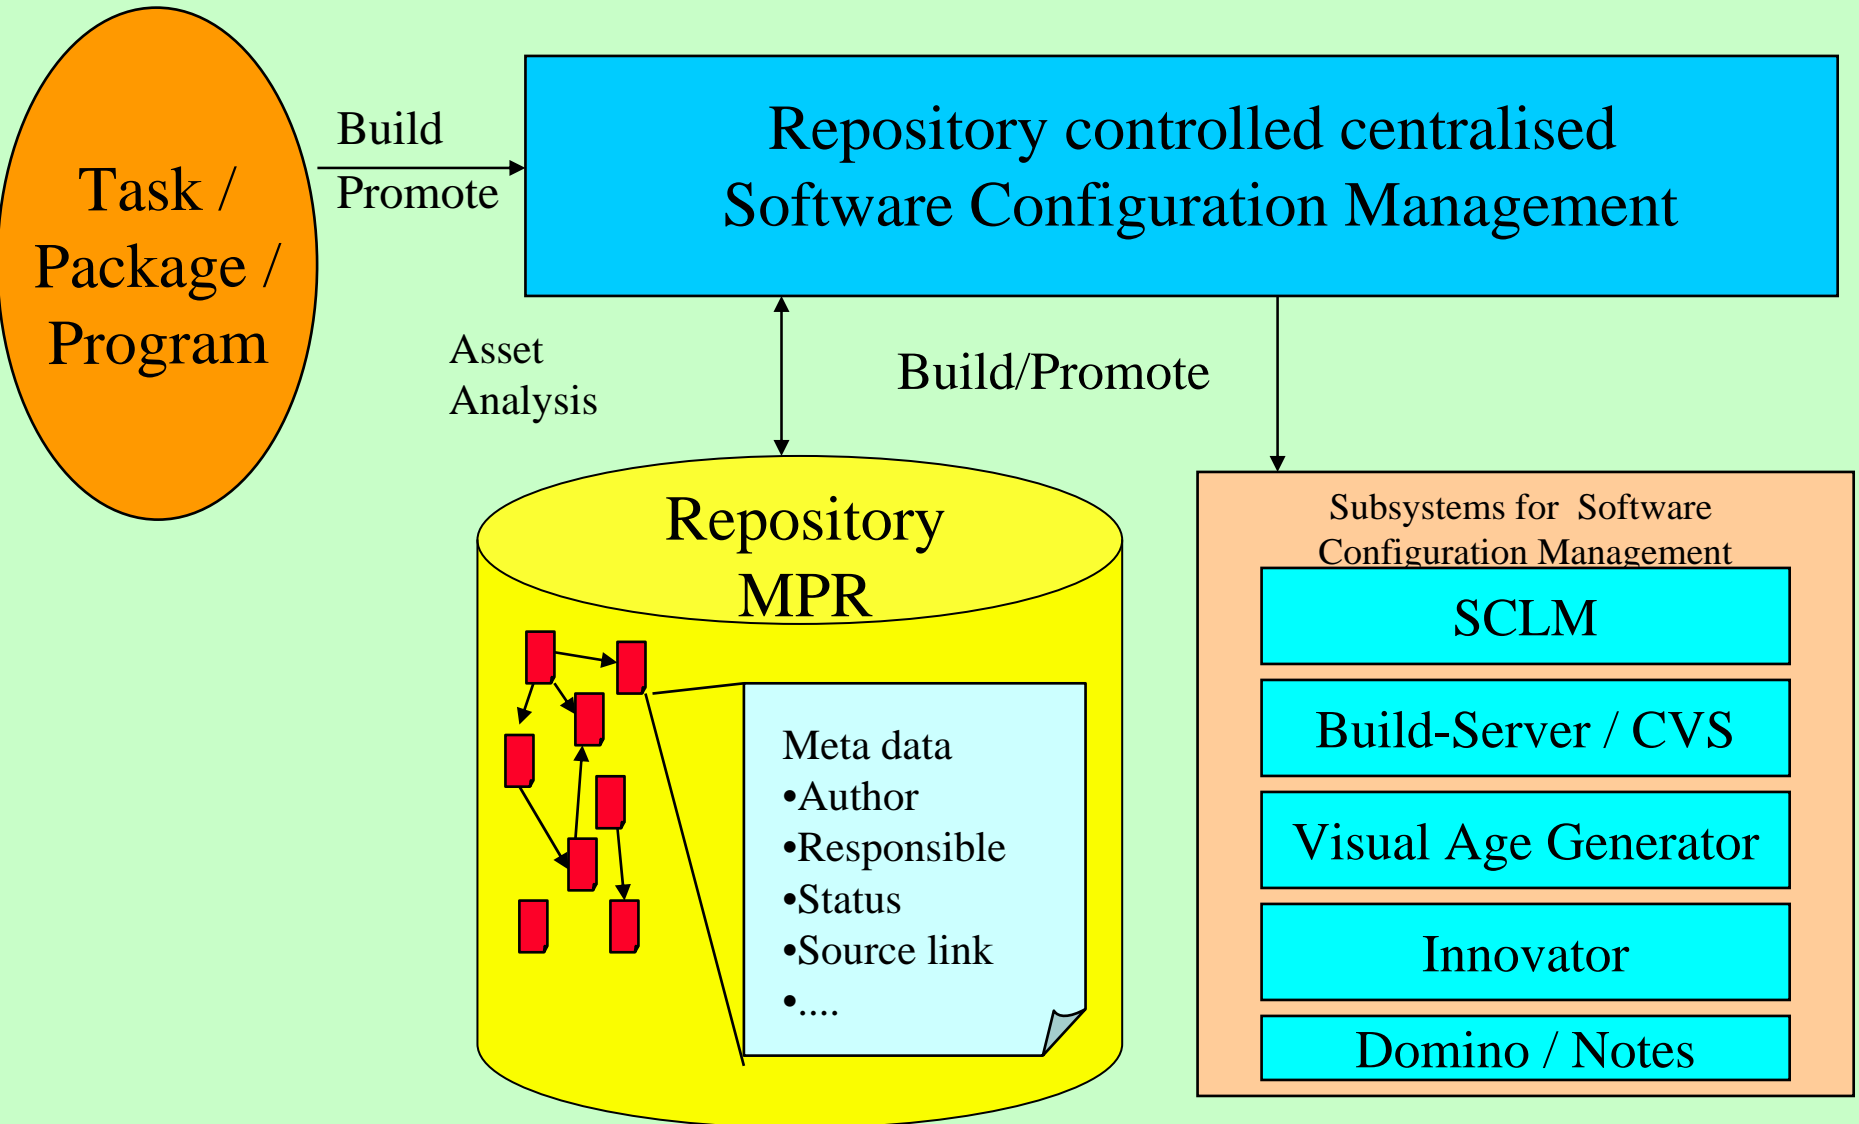 Task /
Package /
Program
Build
Promote
Repository controlled centralised
Software Configuration Management
Asset
Analysis
Build/Promote
Repository
MPR
Meta data
•Author
•Responsible
•Status
•Source link
•....
Subsystems for Software
Configuration Management
SCLM
Build-Server / CVS
Visual Age Generator
Innovator
Domino / Notes